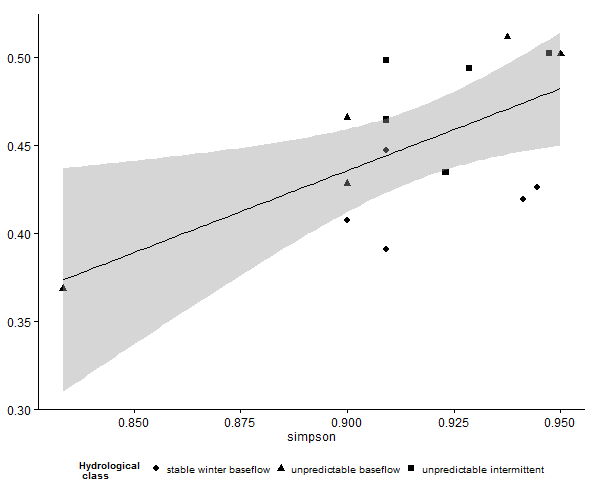 0.50
0.45
0.40
0.35
0.30
0.850 0.875 0.900 0.925 0.950
simpson
Hydrological
class
stable winter baseflow unpredictable baseflow unpredictable intermittent